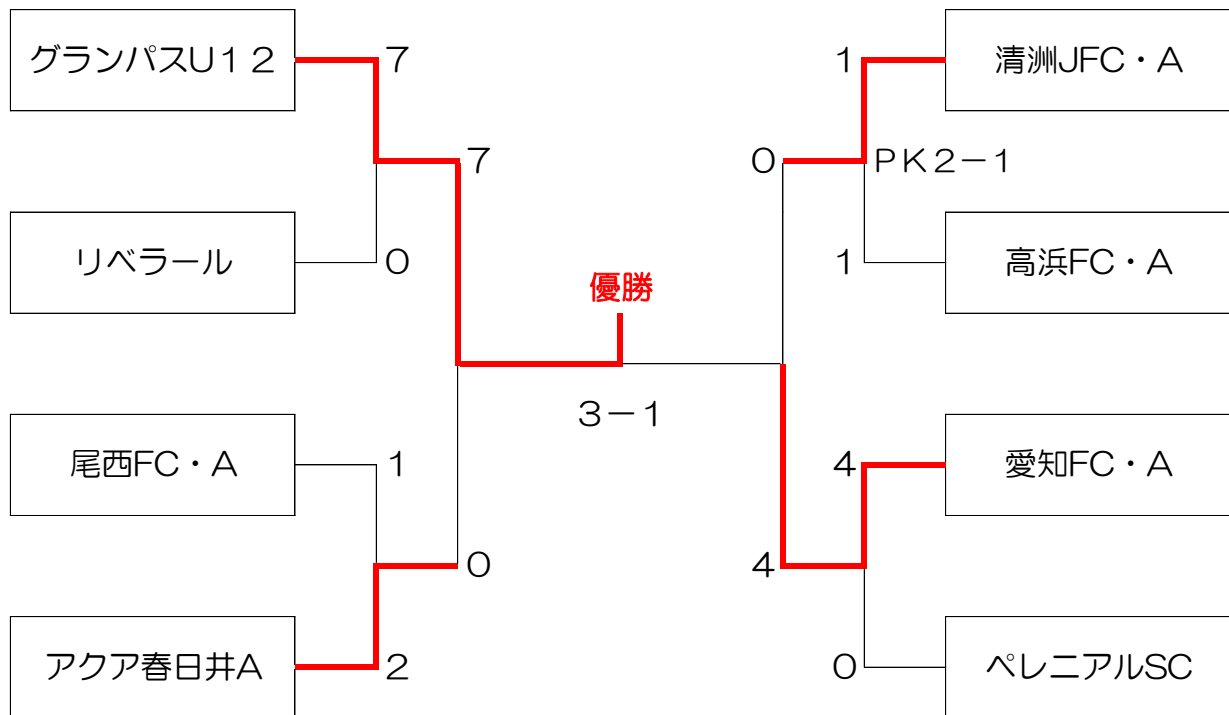 グランパスU１２
7
1
清洲JFC・A
7
0
PK2－1
リベラール
0
1
高浜FC・A
優勝
3－1
尾西FC・A
1
4
愛知FC・A
0
4
アクア春日井A
2
0
ペレニアルSC